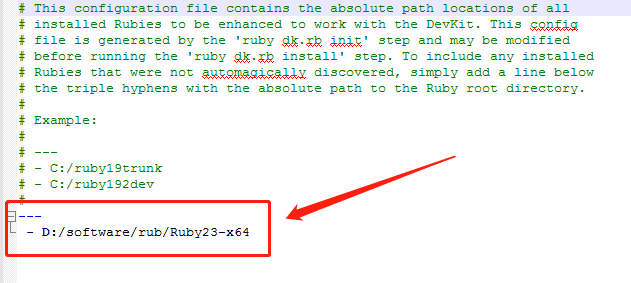 # This configuration file contains the absolute path locations of all
# installed Rubies to be enhanced to work with the DevKit. This config
# file is generated by the 'ruby dk.rb init' step and may be modified
# before running the 'ruby dk.rb install' step. To include any installed
# Rubies that were not automagically discovered, simply add a line below
# the triple hyphens with the absolute path to the Ruby root directory.
#
# Example:
#
# ---
# - C:/ruby19trunk
# - C:/ruby192dev
#
---
- D:/software/rub/Ruby23-x64